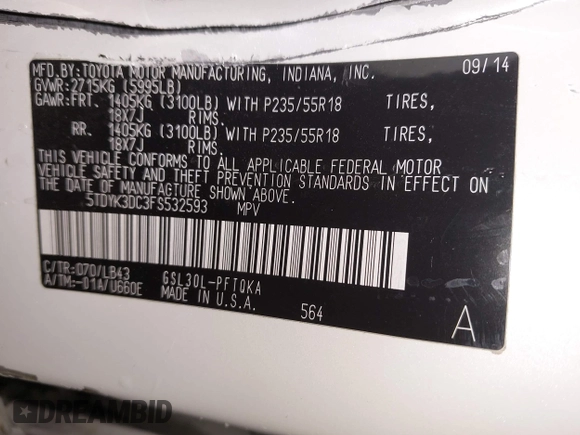 MFD.BY:TOYOTA MOTOR MANUFACTURING, INDIANA, INC. 09/14
GVWR:2715KG (5995LB)
GAWR:FRT. 1405KG (3100LB) WITH P235/55R18 TIRES,
18X7J RIMS.
RR. 1405KG (3100LB) WITH P235/55R18 TIRES,
18X7J RIMS.
THIS VEHICLE CONFORMS TO ALL APPLICABLE FEDERAL MOTOR
VEHICLE SAFETY AND THEFT PREVENTION STANDARDS IN EFFECT ON
THE DATE OF MANUFACTURE SHOWN ABOVE.
5TDYK3DC3FS532593 MPV
C/TR:070/LB43 GSL30L-PFTQKA
A/TM:-01A/U660E MADE IN U.S.A. 564 A
DREAMBID